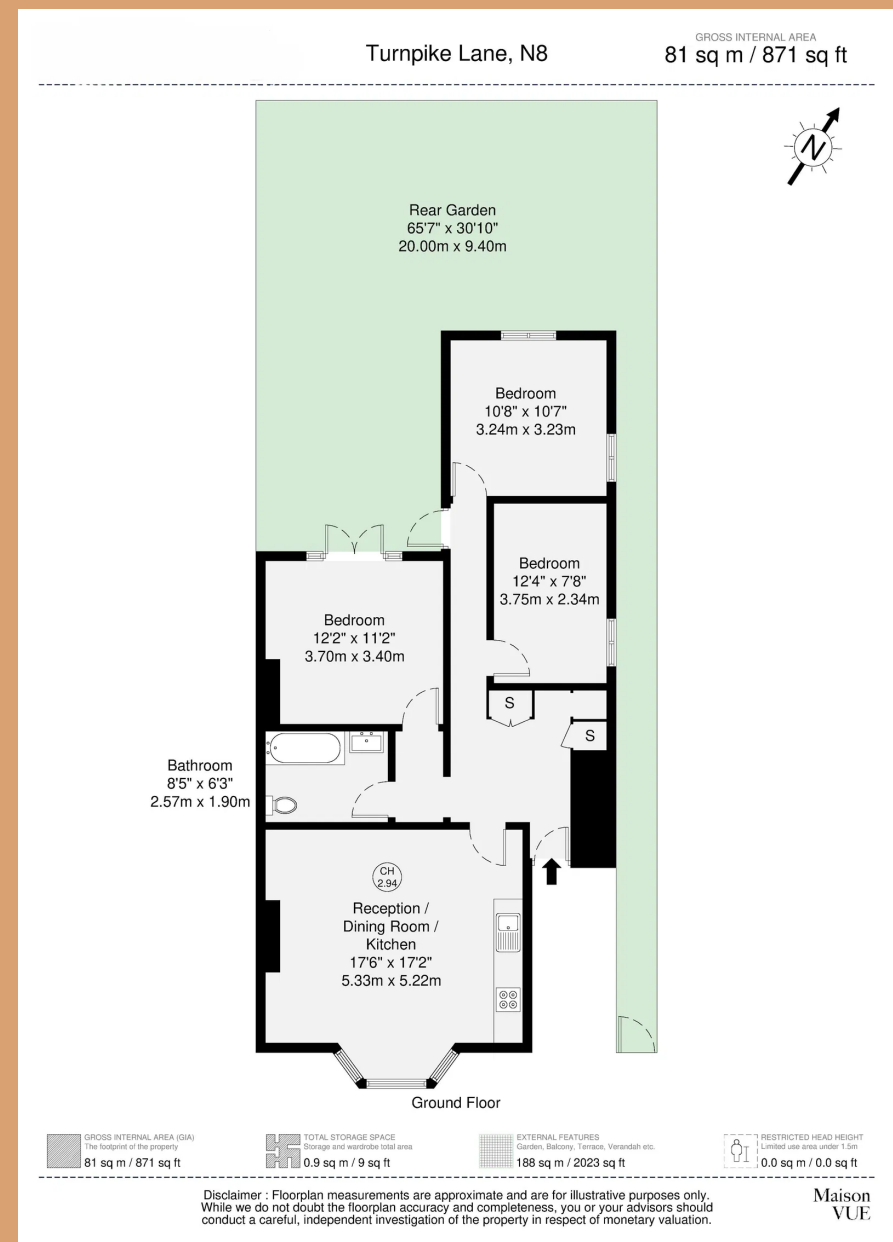 Turnpike Lane, N8
GROSS INTERNAL AREA
81 sq m / 871 sq ft
N
Rear Garden
65'7" x 30'10"
20.00m x 9.40m
Bedroom
10'8" x 10'7"
3.24m x 3.23m
Bedroom
12'4" x 7'8"
3.75m x 2.34m
Bedroom
12'2" x 11'2"
3.70m x 3.40m
S
S
Bathroom
8'5" x 6'3"
2.57m x 1.90m
CH
2.94
Reception /
Dining Room /
Kitchen
17'6" x 17'2"
5.33m x 5.22m
Ground Floor
GROSS INTERNAL AREA (GIA)
The footprint of the property
81 sq m / 871 sq ft
TOTAL STORAGE SPACE
Storage and wardrobe total area
0.9 sq m / 9 sq ft
EXTERNAL FEATURES
Garden, Balcony, Terrace, Verandah etc.
188 sq m / 2023 sq ft
RESTRICTED HEAD HEIGHT
Limited use area under 1.5m
0.0 sq m / 0.0 sq ft
Disclaimer : Floorplan measurements are approximate and are for illustrative purposes only.
While we do not doubt the floorplan accuracy and completeness, you or your advisors should
conduct a careful, independent investigation of the property in respect of monetary valuation.
Maison
VUE